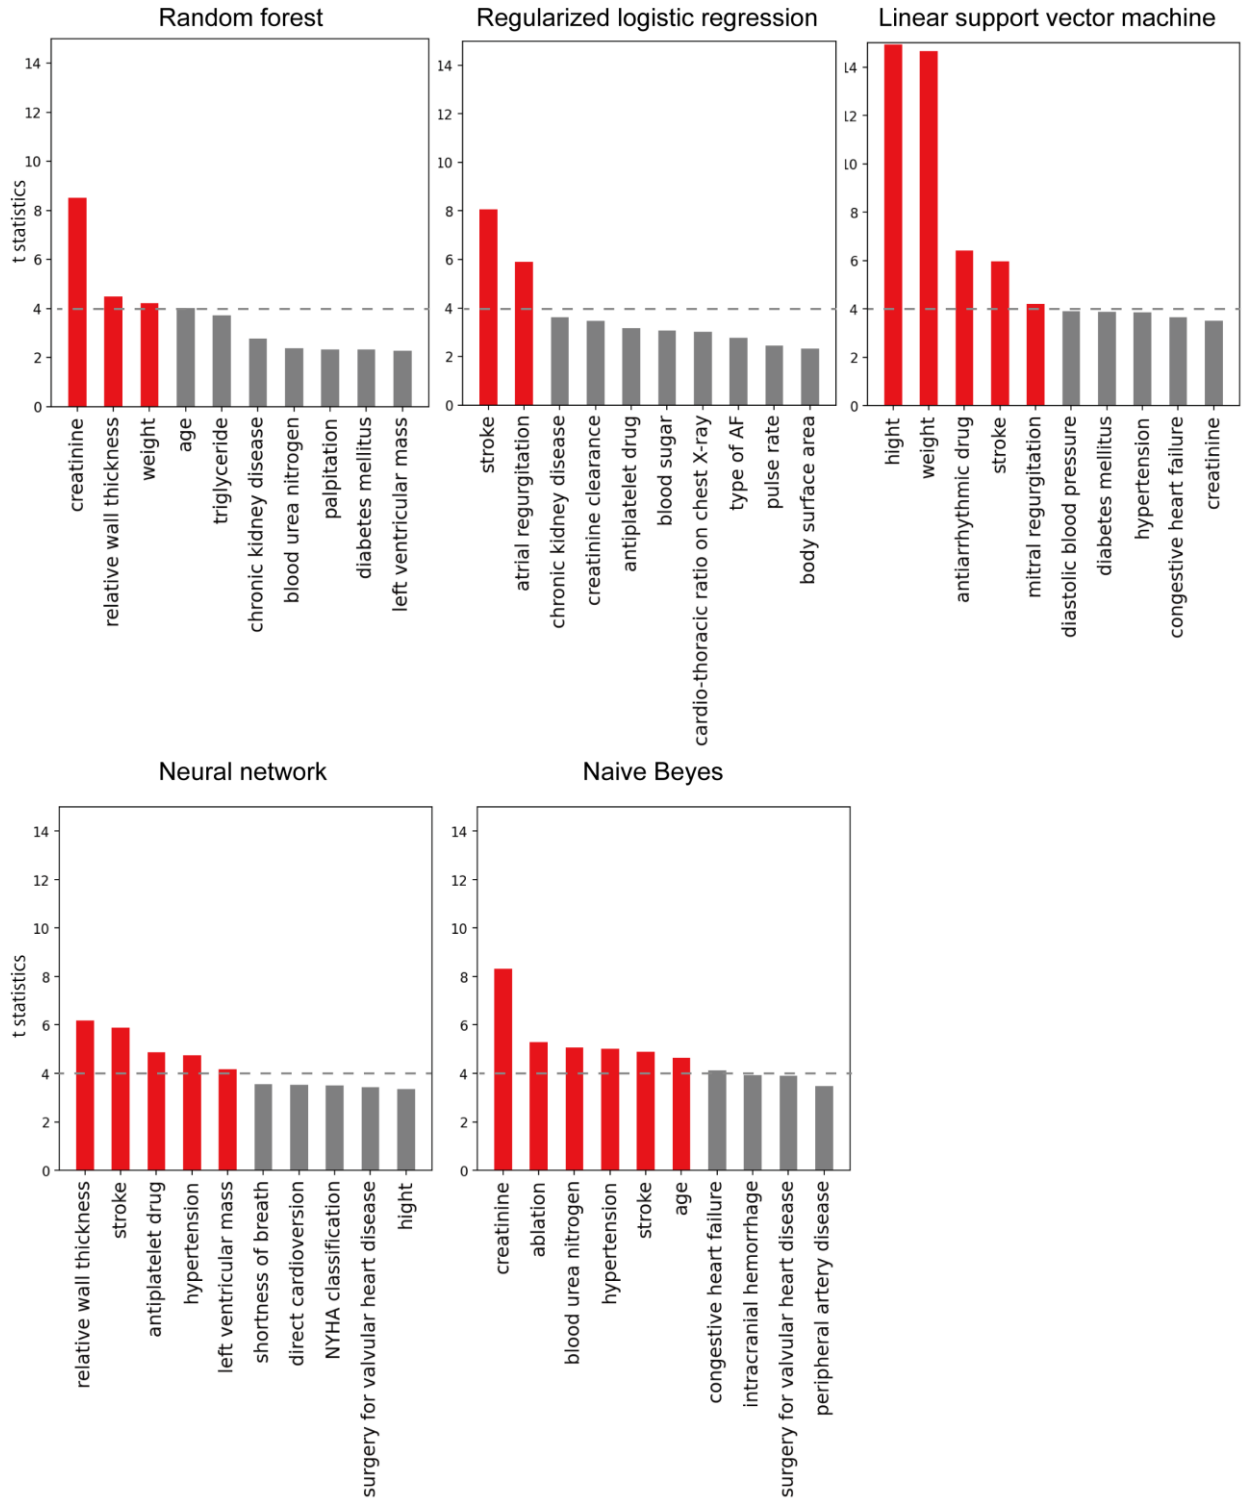 Random forest
Regularized logistic regression
Linear support vector machine
t statistics
14
12
10
8
6
4
2
0
creatinine
relative wall thickness
weight
age
triglyceride
chronic kidney disease
blood urea nitrogen
palpitation
diabetes mellitus
left ventricular mass
14
12
10
8
6
4
2
0
stroke
atrial regurgitation
chronic kidney disease
creatinine clearance
antiplatelet drug
blood sugar
cardio-thoracic ratio on chest X-ray
type of AF
pulse rate
body surface area
14
12
10
8
6
4
2
0
hight
weight
antiarrhythmic drug
stroke
mitral regurgitation
diastolic blood pressure
diabetes mellitus
hypertension
congestive heart failure
creatinine
Neural network
Naive Beyes
t statistics
14
12
10
8
6
4
2
0
relative wall thickness
stroke
antiplatelet drug
hypertension
left ventricular mass
shortness of breath
direct cardioversion
NYHA classification
surgery for valvular heart disease
hight
14
12
10
8
6
4
2
0
creatinine
ablation
blood urea nitrogen
hypertension
stroke
age
congestive heart failure
intracranial hemorrhage
surgery for valvular heart disease
peripheral artery disease